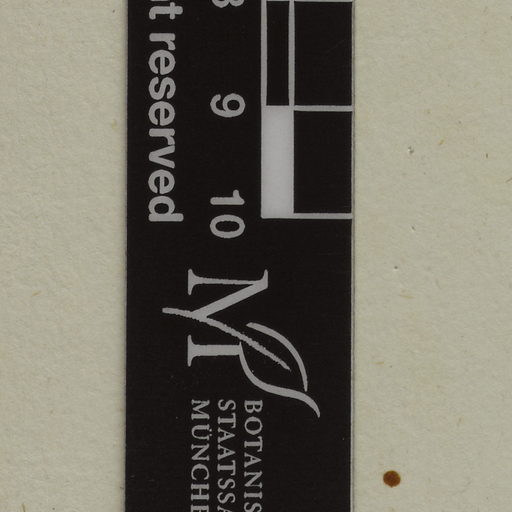 t reserved
8 9 10
M
BOTANIS
STAATSSA
MÜNCHE